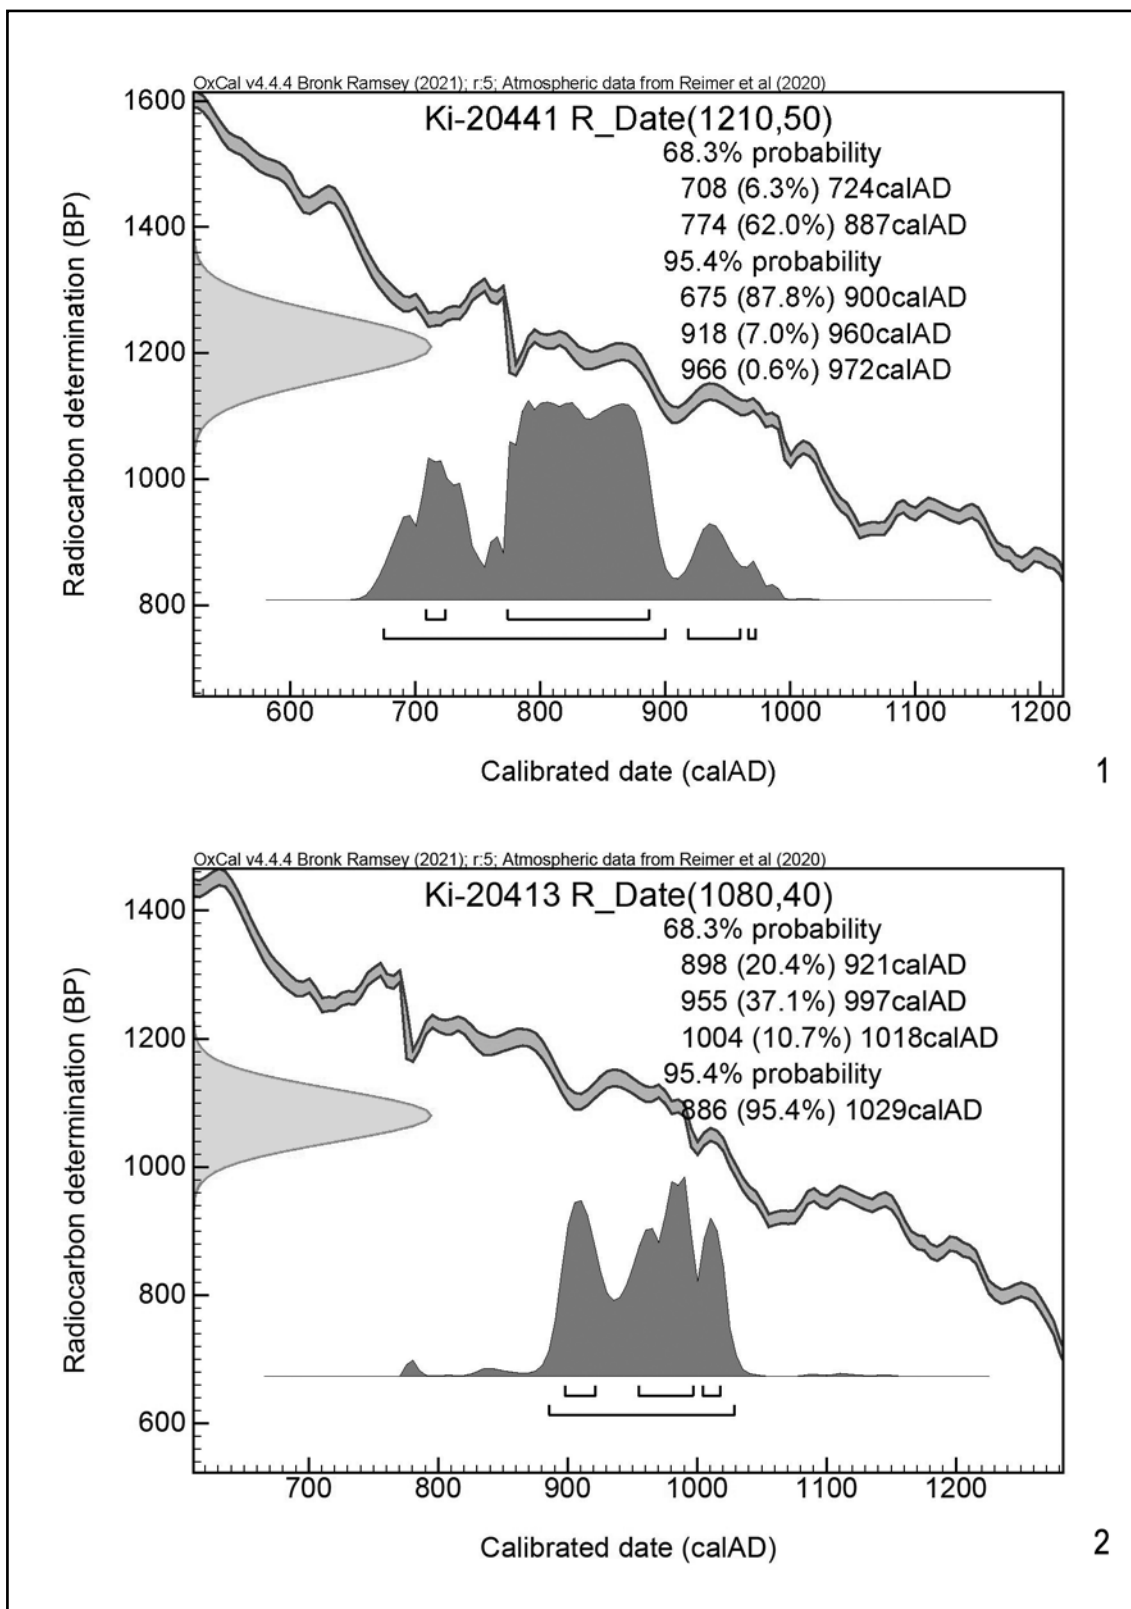 OxCal v4.4.4 Bronk Ramsey (2021); r:5; Atmospheric data from Reimer et al (2020)
Ki-20441 R_Date(1210,50)
68.3% probability
708 (6.3%) 724calAD
774 (62.0%) 887calAD
95.4% probability
675 (87.8%) 900calAD
918 (7.0%) 960calAD
966 (0.6%) 972calAD
Radiocarbon determination (BP)
1600
1400
1200
1000
800
600 700 800 900 1000 1100 1200
Calibrated date (calAD)
1
OxCal v4.4.4 Bronk Ramsey (2021); r:5; Atmospheric data from Reimer et al (2020)
Ki-20413 R_Date(1080,40)
68.3% probability
898 (20.4%) 921calAD
955 (37.1%) 997calAD
1004 (10.7%) 1018calAD
95.4% probability
886 (95.4%) 1029calAD
Radiocarbon determination (BP)
1400
1200
1000
800
600
700 800 900 1000 1100 1200
Calibrated date (calAD)
2